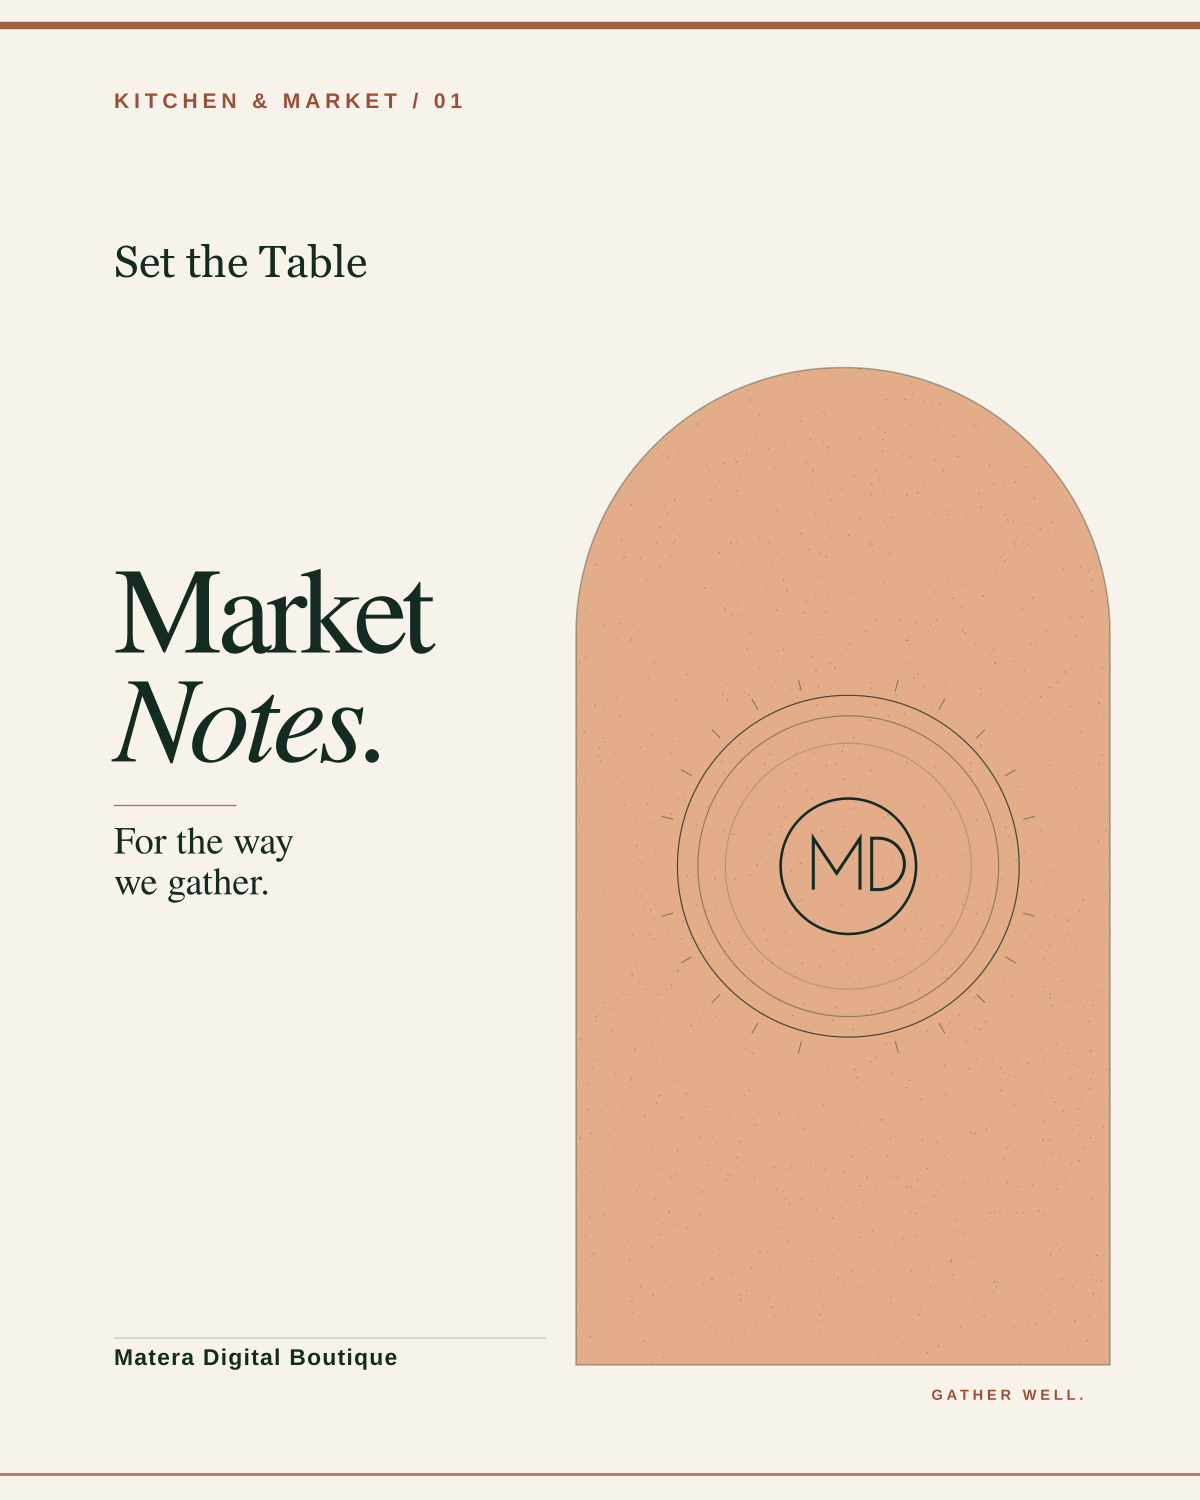 KITCHEN & MARKET / 01
Set the Table
Market
Notes.
For the way
we gather.
MD
Matera Digital Boutique
GATHER WELL.